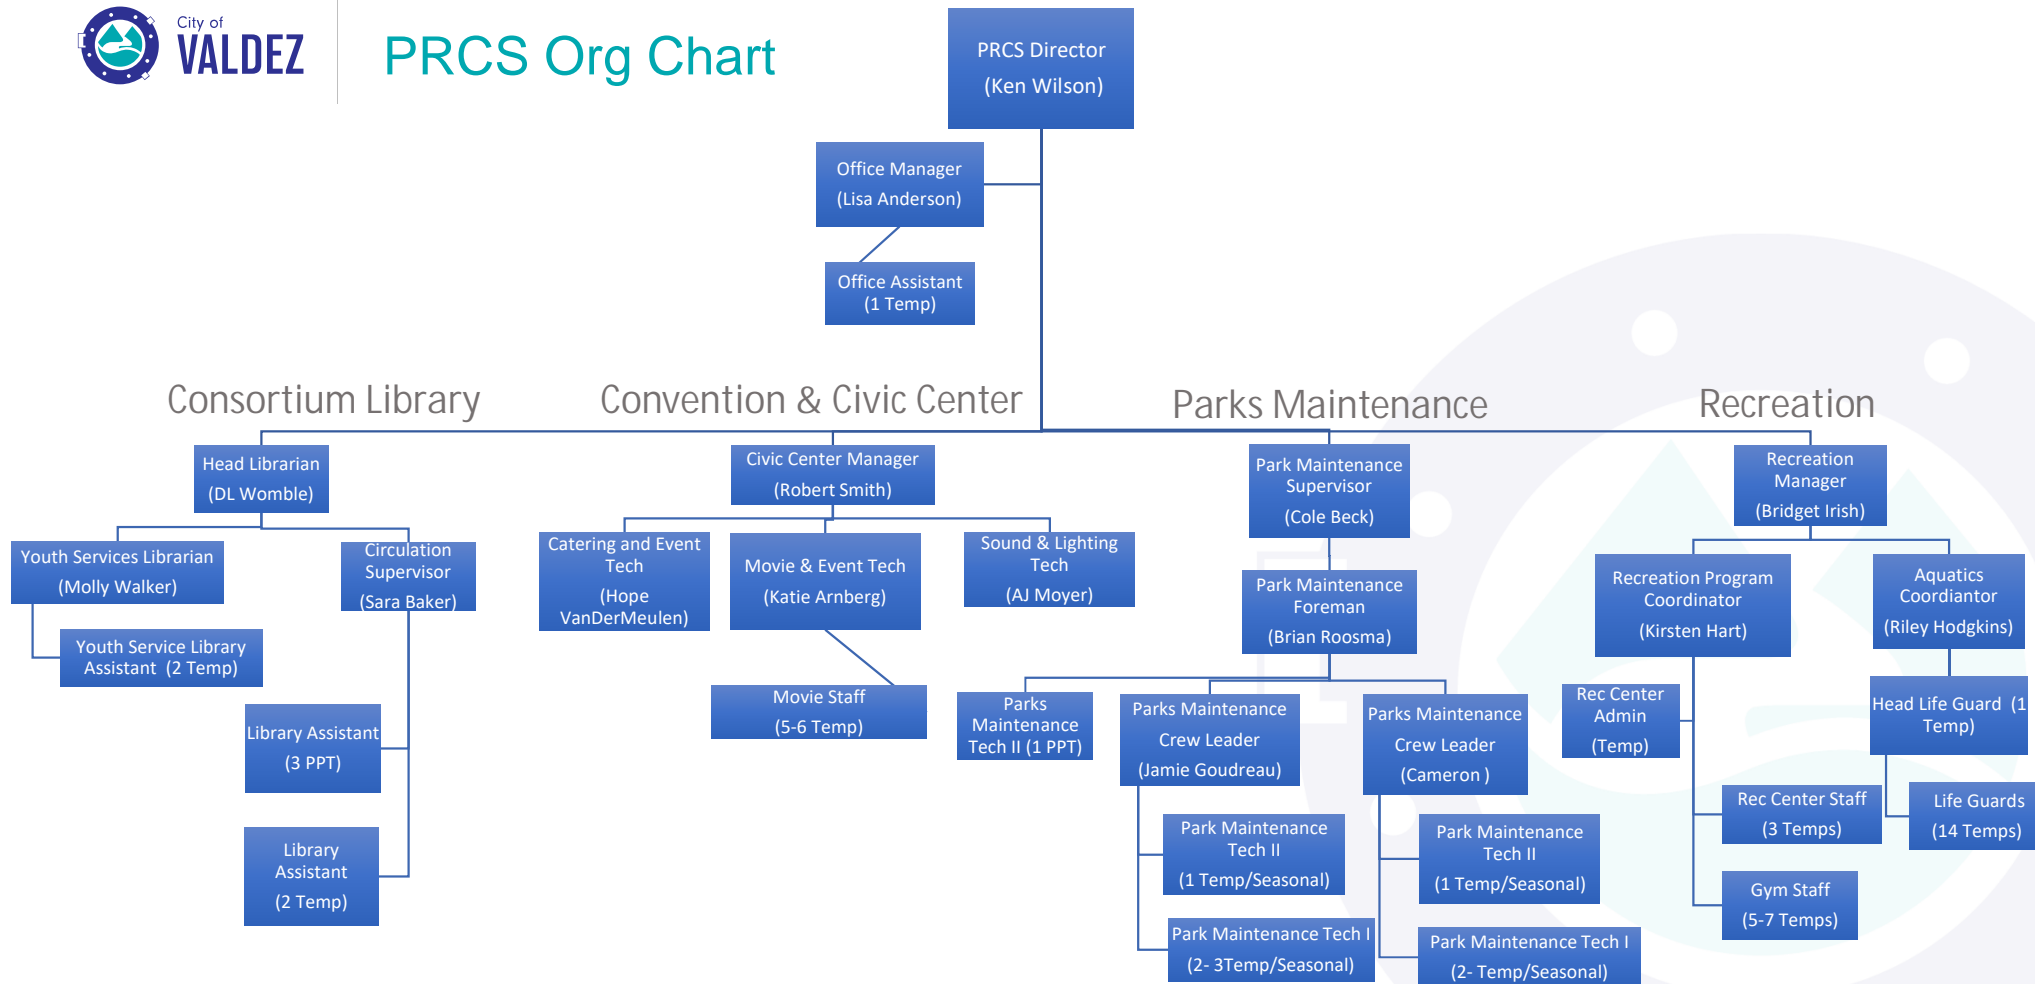 City of
VALDEZ
PRCS Org Chart
PRCS Director
(Ken Wilson)
Office Manager
(Lisa Anderson)
Office Assistant
(1 Temp)
Consortium Library
Head Librarian
(DL Womble)
Youth Services Librarian
(Molly Walker)
Youth Service Library
Assistant (2 Temp)
Circulation
Supervisor
(Sara Baker)
Library Assistant
(3 PPT)
Library
Assistant
(2 Temp)
Convention & Civic Center
Civic Center Manager
(Robert Smith)
Catering and Event
Tech
(Hope
VanDerMeulen)
Movie & Event Tech
(Katie Arnberg)
Movie Staff
(5-6 Temp)
Sound & Lighting
Tech
(AJ Moyer)
Parks Maintenance
Park Maintenance
Supervisor
(Cole Beck)
Park Maintenance
Foreman
(Brian Roosma)
Parks
Maintenance
Tech II (1 PPT)
Parks Maintenance
Crew Leader
(Jamie Goudreau)
Park Maintenance
Tech II
(1 Temp/Seasonal)
Park Maintenance Tech I
(2- 3Temp/Seasonal)
Parks Maintenance
Crew Leader
(Cameron )
Park Maintenance
Tech II
(1 Temp/Seasonal)
Park Maintenance Tech I
(2- Temp/Seasonal)
Recreation
Recreation
Manager
(Bridget Irish)
Recreation Program
Coordinator
(Kirsten Hart)
Rec Center
Admin
(Temp)
Rec Center Staff
(3 Temps)
Gym Staff
(5-7 Temps)
Aquatics
Coordiantor
(Riley Hodgkins)
Head Life Guard (1
Temp)
Life Guards
(14 Temps)